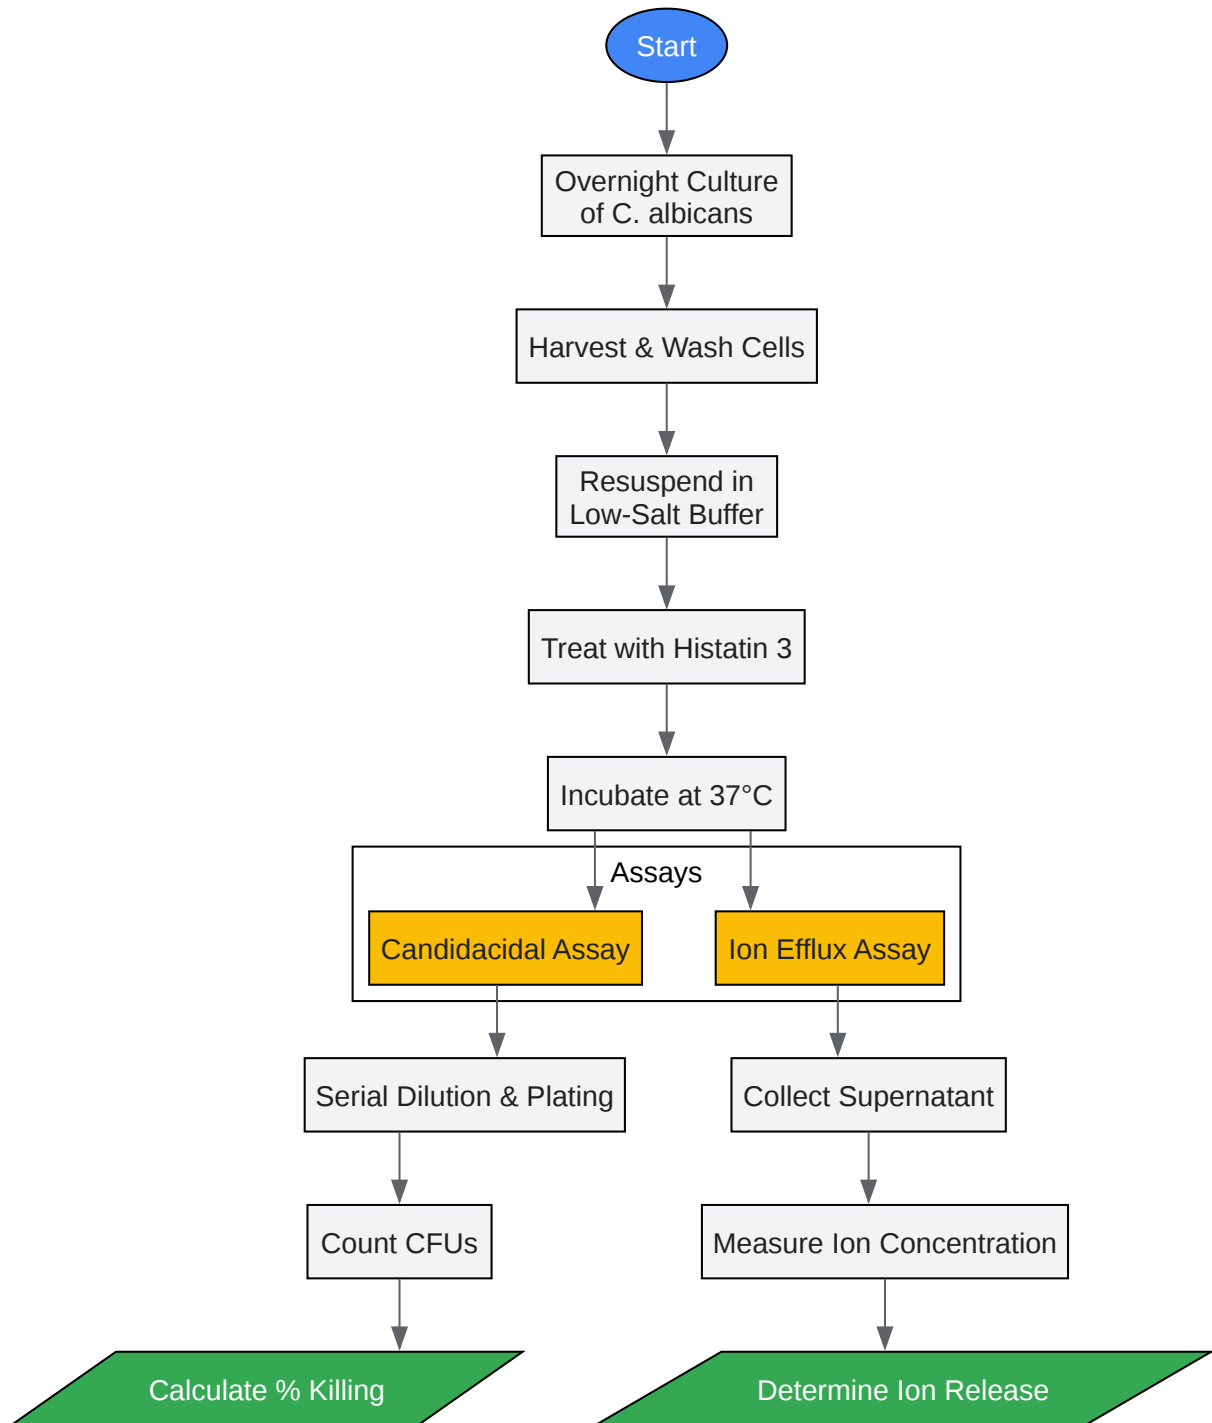 Start
Overnight Culture
of C. albicans
Harvest & Wash Cells
Resuspend in
Low-Salt Buffer
Treat with Histatin 3
Incubate at 37°C
Assays
Candidacidal Assay
Ion Efflux Assay
Serial Dilution & Plating
Collect Supernatant
Count CFUs
Measure Ion Concentration
Calculate % Killing
Determine Ion Release